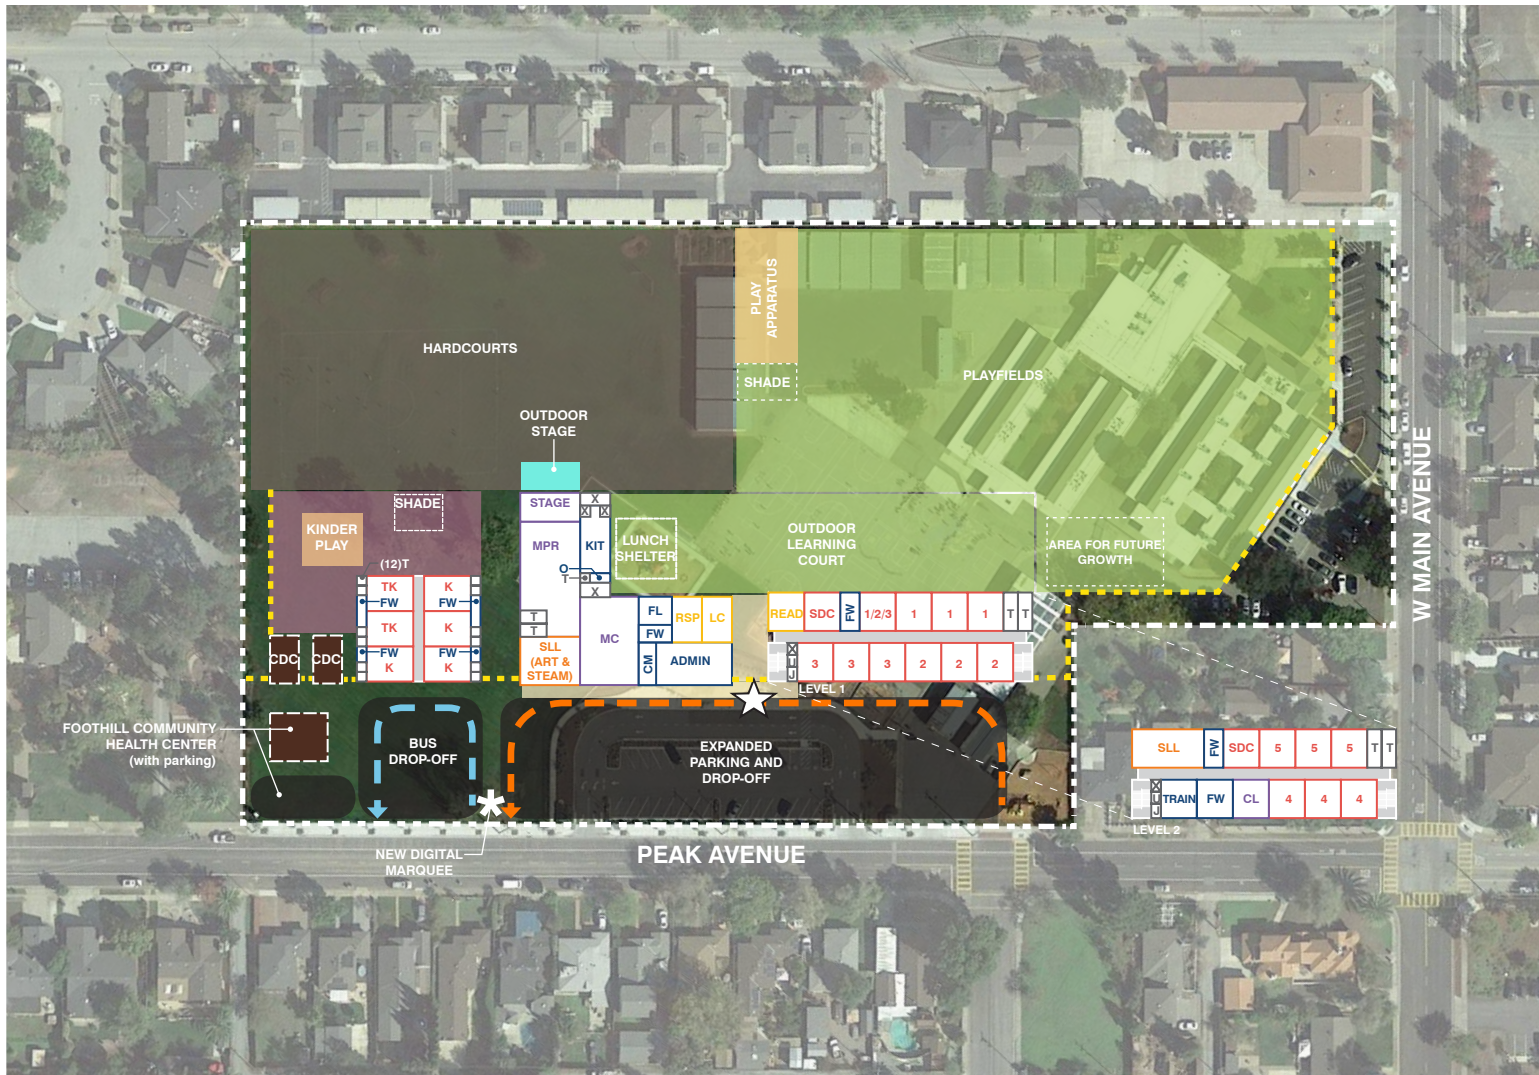 HARDCOURTS
PLAY
APPARATUS
SHADE
PLAYFIELDS
OUTDOOR
STAGE
W MAIN AVENUE
SHADE
KINDER
PLAY
(12)T
TK
K
FW
FW
TK
K
FW
FW
K
K
CDC
CDC
STAGE
X
X
X
MPR
KIT
O
T
X
T
T
SLL
(ART &
STEAM)
MC
FL
FW
RSP
LC
CM
ADMIN
LUNCH
SHELTER
OUTDOOR
LEARNING
COURT
AREA FOR FUTURE
GROWTH
READ
SDC
FW
1/2/3
1
1
1
T
T
X
U
J
3
3
3
2
2
2
LEVEL 1
FOOTHILL COMMUNITY
HEALTH CENTER
(with parking)
BUS
DROP-OFF
EXPANDED
PARKING AND
DROP-OFF
SLL
FW
SDC
5
5
5
T
T
X
U
J
TRAIN
FW
CL
4
4
4
LEVEL 2
NEW DIGITAL
MARQUEE
PEAK AVENUE